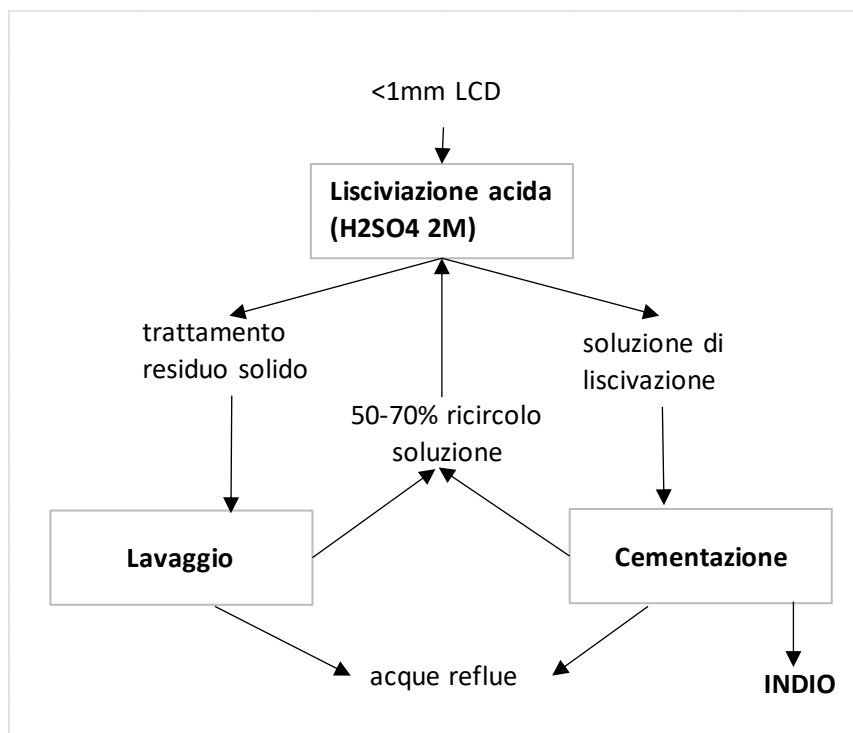 <1mm LCD
Lisciviazione acida
(H2SO4 2M)
trattamento
residuo solido
soluzione di
liscivazione
50-70% ricircolo
soluzione
Lavaggio
Cementazione
acque reflue
INDIO